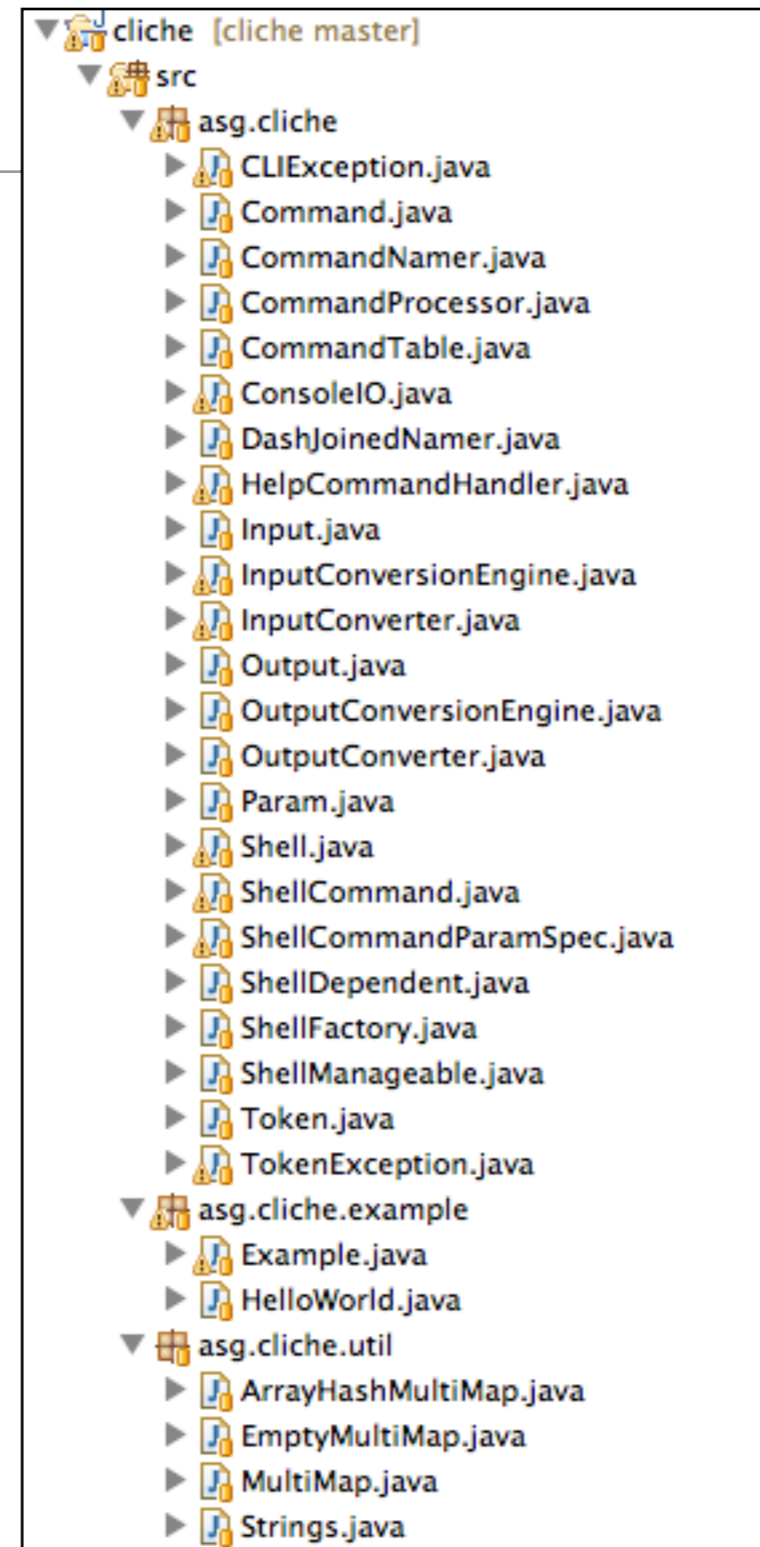 cliche [cliche master]
src
asg.cliche
CLIException.java
Command.java
CommandNamer.java
CommandProcessor.java
CommandTable.java
ConsoleIO.java
DashJoinedNamer.java
HelpCommandHandler.java
Input.java
InputConversionEngine.java
InputConverter.java
Output.java
OutputConversionEngine.java
OutputConverter.java
Param.java
Shell.java
ShellCommand.java
ShellCommandParamSpec.java
ShellDependent.java
ShellFactory.java
ShellManageable.java
Token.java
TokenException.java
asg.cliche.example
Example.java
HelloWorld.java
asg.cliche.util
ArrayHashMultiMap.java
EmptyMultiMap.java
MultiMap.java
Strings.java